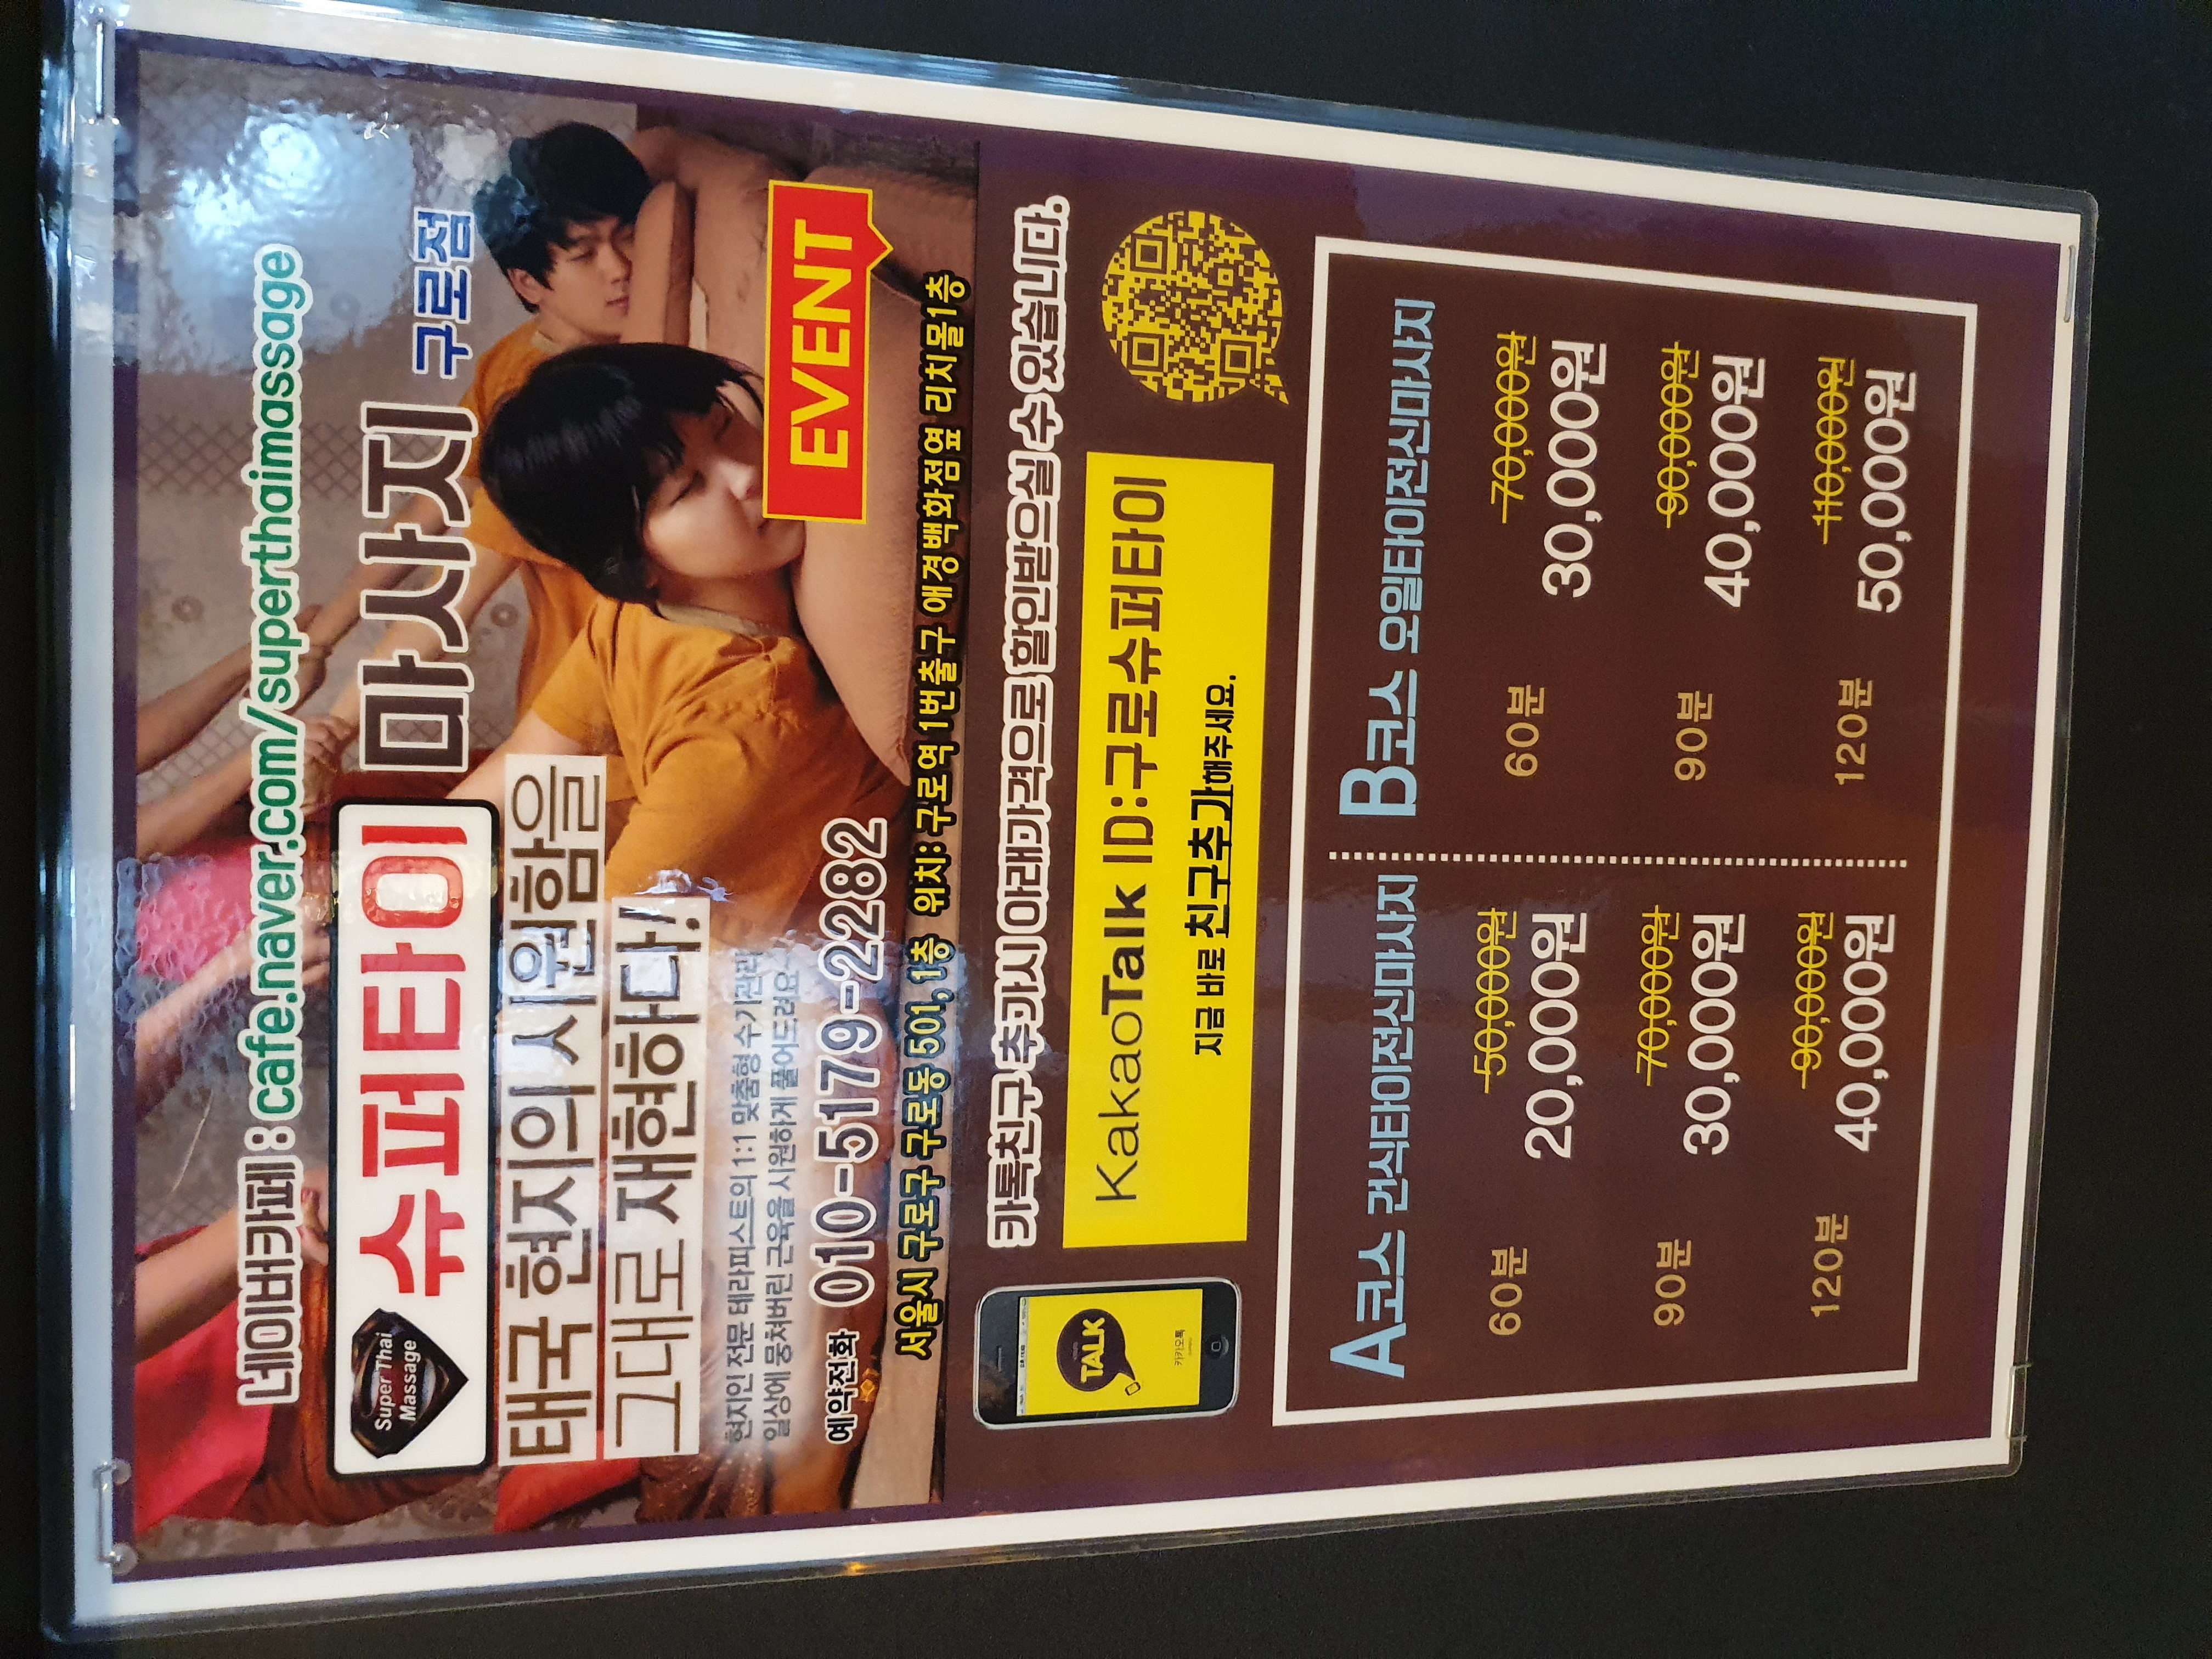 네이버카페 : cafe.naver.com/superthaimassage
Super Thai
Massage
슈퍼타이 마사지 구로점
태국 현지의 시원함을
그대로 재현하다!
현지인 전문 테라피스트의 1:1 맞춤형 수기관리
일상에 뭉쳐버린 근육을 시원하게 풀어드려요
예약전화 010-5179-2282
EVENT
서울시 구로구 구로동 501, 1층 위치: 구로역 1번출구 애경백화점옆 리치몰1층
카톡친구 추가시 아래가격으로 할인받으실 수 있습니다.
TALK
카카오톡
KakaoTalk ID:구로슈퍼타이
지금 바로 친구추가해주세요.
A코스 건식타이전신마사지
60분 50,000원
20,000원
90분 70,000원
30,000원
120분 90,000원
40,000원
B코스 오일타이전신마사지
60분 70,000원
30,000원
90분 90,000원
40,000원
120분 110,000원
50,000원